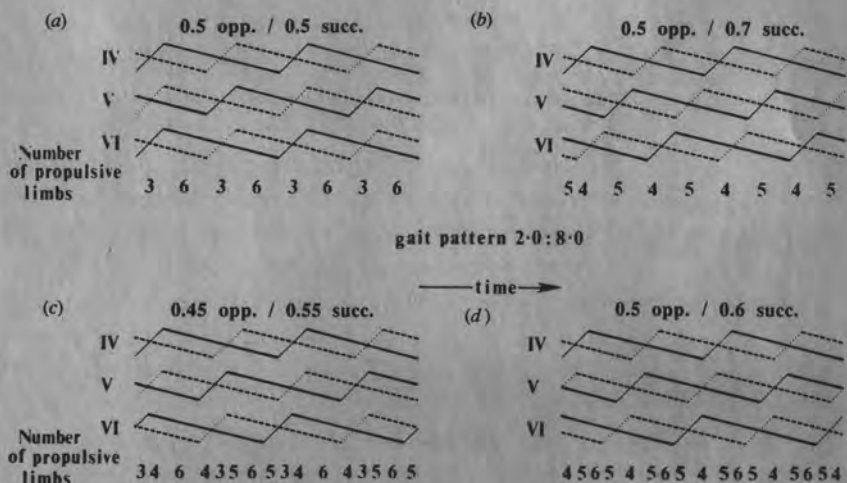 (a)
0.5 opp. / 0.5 succ.
IV
V
VI
Number
of propulsive
limbs
3 6 3 6 3 6 3 6
(b)
0.5 opp. / 0.7 succ.
IV
V
VI
5 4 5 4 5 4 5 4 5
gait pattern 2·0:8·0
time
(c)
0.45 opp. / 0.55 succ.
IV
V
VI
Number
of propulsive
limbs
3 4 6 4 3 5 6 5 3 4 6 4 3 5 6 5
(d)
0.5 opp. / 0.6 succ.
IV
V
VI
4 5 6 5 4 5 6 5 4 5 6 5 4 5 6 5 4